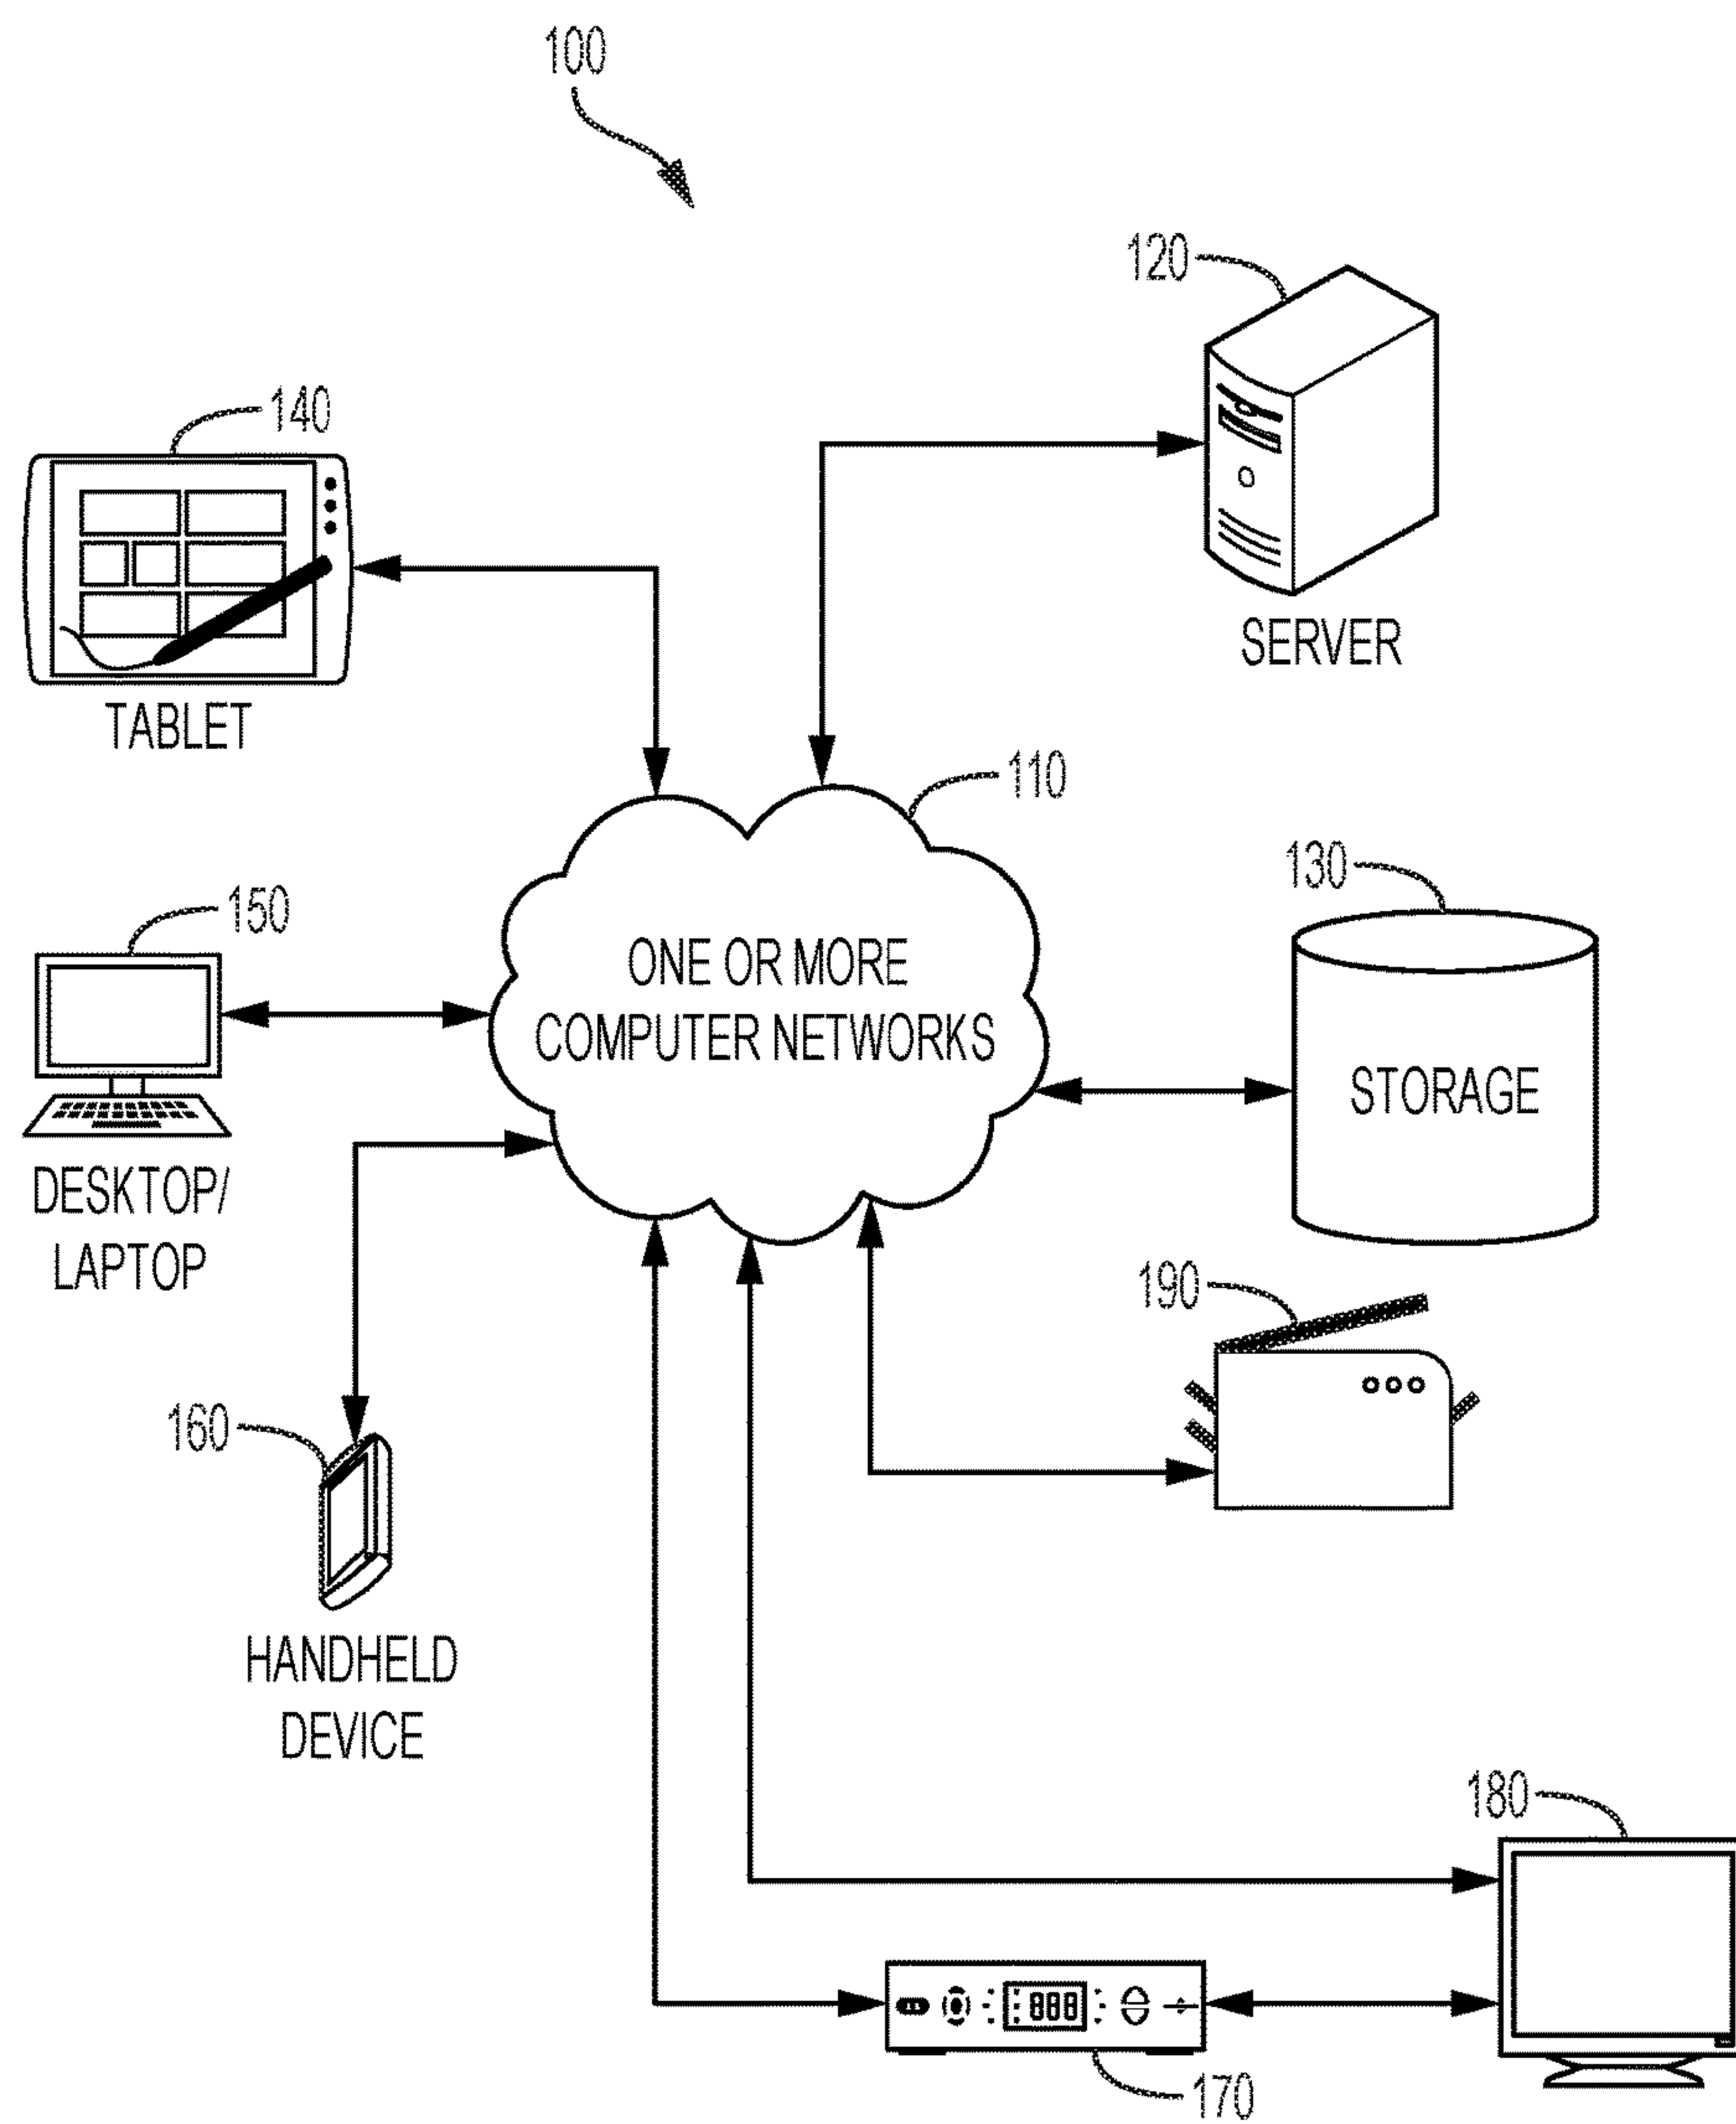 100
120
140
SERVER
TABLET
110
130
150
ONE OR MORE
COMPUTER NETWORKS
STORAGE
DESKTOP/
LAPTOP
190
160
HANDHELD
DEVICE
180
888
170